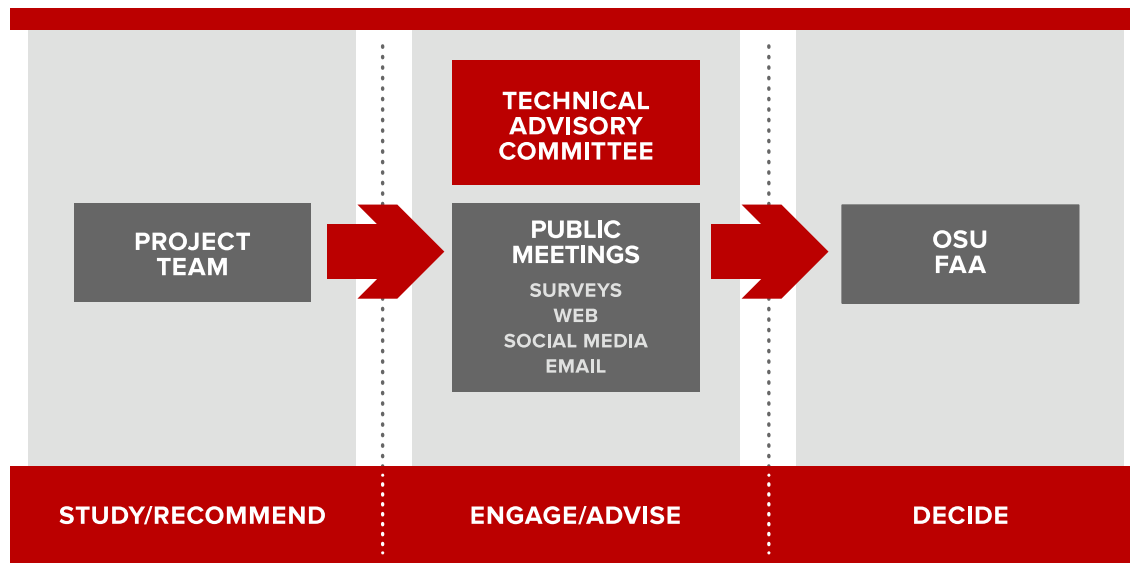 TECHNICAL
ADVISORY
COMMITTEE
PROJECT
TEAM
PUBLIC
MEETINGS
SURVEYS
WEB
SOCIAL MEDIA
EMAIL
OSU
FAA
STUDY/RECOMMEND
ENGAGE/ADVISE
DECIDE